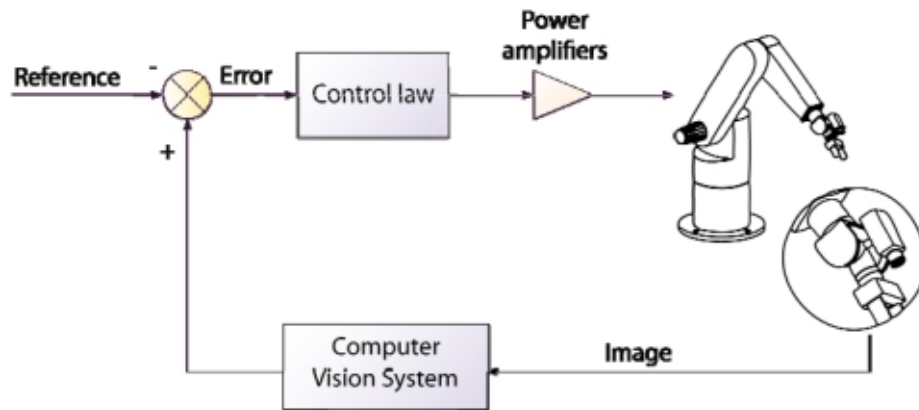 Power
amplifiers
Reference
-
Error
Control law
+
Computer
Vision System
Image